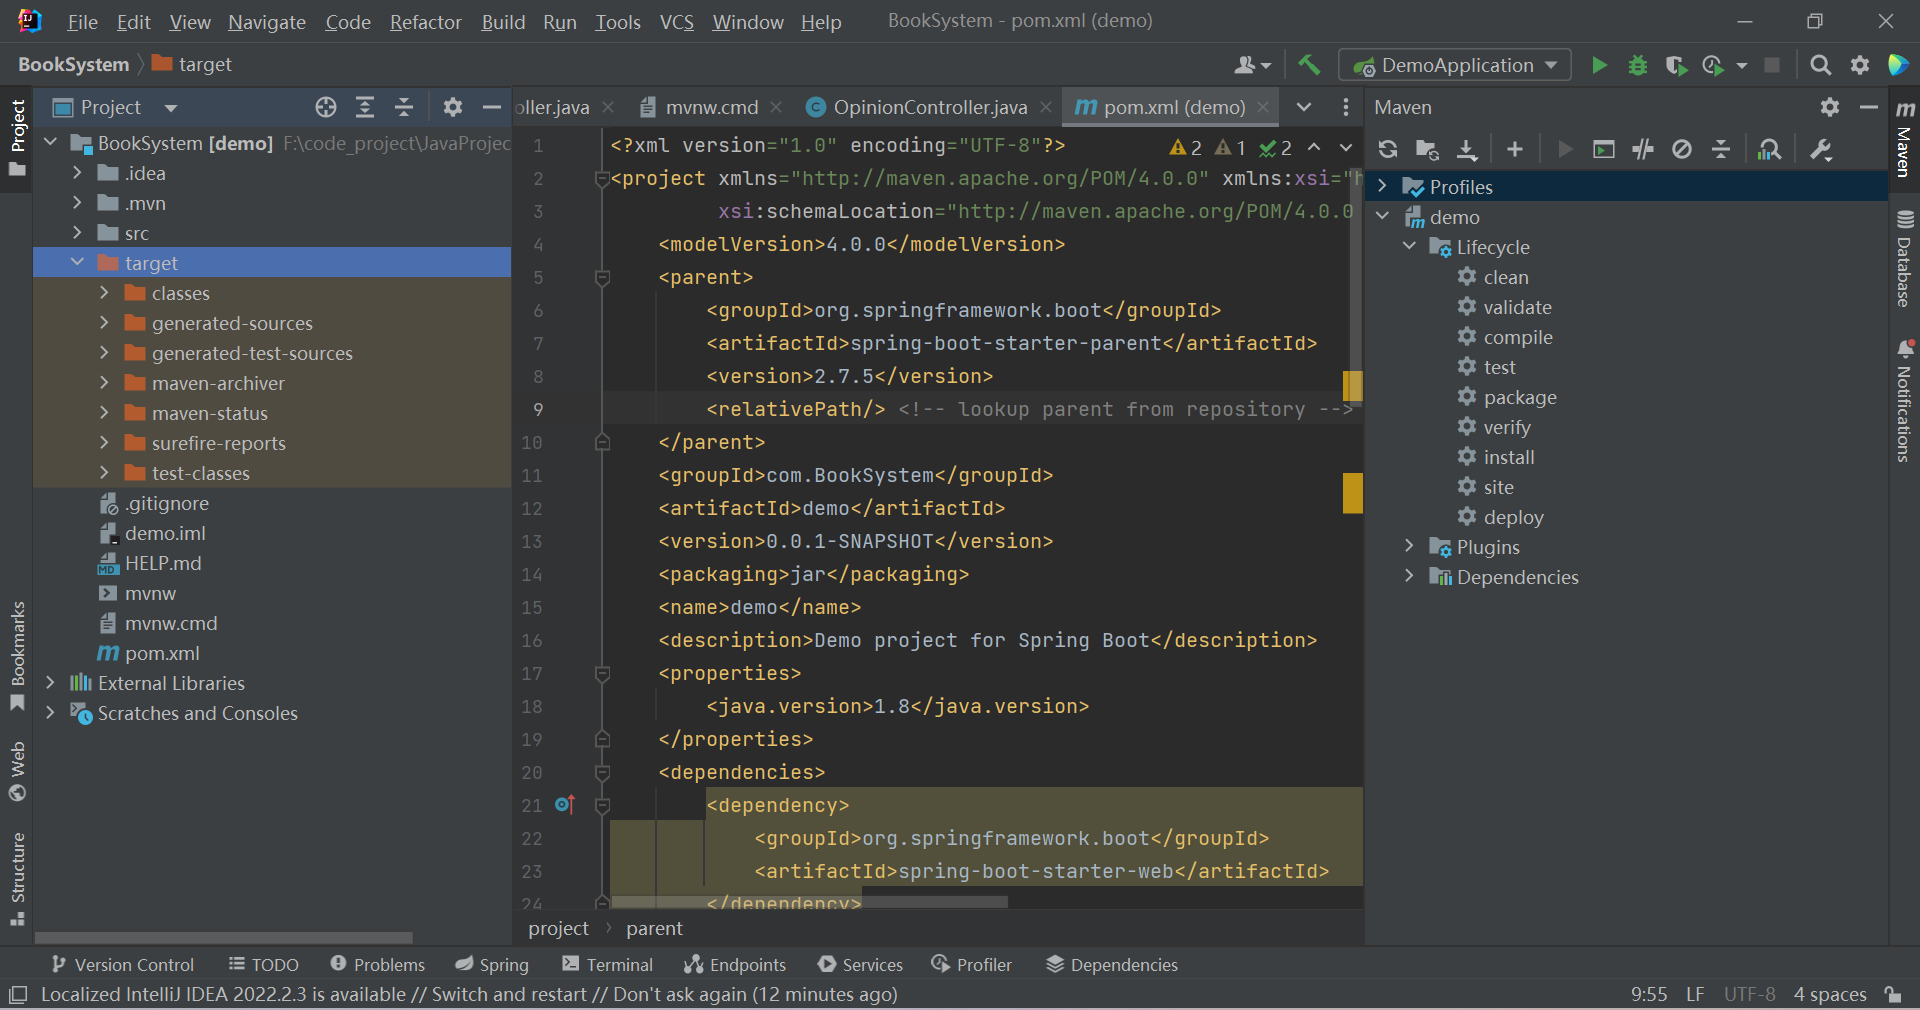 File Edit View Navigate Code Refactor Build Run Tools VCS Window Help BookSystem - pom.xml (demo)
BookSystem target DemoApplication
Project
oller.java mvnw.cmd OpinionController.java pom.xml (demo)
Maven
Project
BookSystem [demo] F:\code_project\JavaProjec
.idea
.mvn
src
target
classes
generated-sources
generated-test-sources
maven-archiver
maven-status
surefire-reports
test-classes
.gitignore
demo.iml
HELP.md
mvnw
mvnw.cmd
pom.xml
External Libraries
Scratches and Consoles
Bookmarks
Web
Structure
2 1 2
1 <?xml version="1.0" encoding="UTF-8"?>
2 <project xmlns="http://maven.apache.org/POM/4.0.0" xmlns:xsi="h
3 xsi:schemaLocation="http://maven.apache.org/POM/4.0.0
4 <modelVersion>4.0.0</modelVersion>
5 <parent>
6 <groupId>org.springframework.boot</groupId>
7 <artifactId>spring-boot-starter-parent</artifactId>
8 <version>2.7.5</version>
9 <relativePath/> <!-- lookup parent from repository -->
10 </parent>
11 <groupId>com.BookSystem</groupId>
12 <artifactId>demo</artifactId>
13 <version>0.0.1-SNAPSHOT</version>
14 <packaging>jar</packaging>
15 <name>demo</name>
16 <description>Demo project for Spring Boot</description>
17 <properties>
18 <java.version>1.8</java.version>
19 </properties>
20 <dependencies>
21 <dependency>
22 <groupId>org.springframework.boot</groupId>
23 <artifactId>spring-boot-starter-web</artifactId>
24 </dependency>
project parent
Profiles
demo
Lifecycle
clean
validate
compile
test
package
verify
install
site
deploy
Plugins
Dependencies
Maven
Database
Notifications
Version Control TODO Problems Spring Terminal Endpoints Services Profiler Dependencies
Localized IntelliJ IDEA 2022.2.3 is available // Switch and restart // Don't ask again (12 minutes ago) 9:55 LF UTF-8 4 spaces